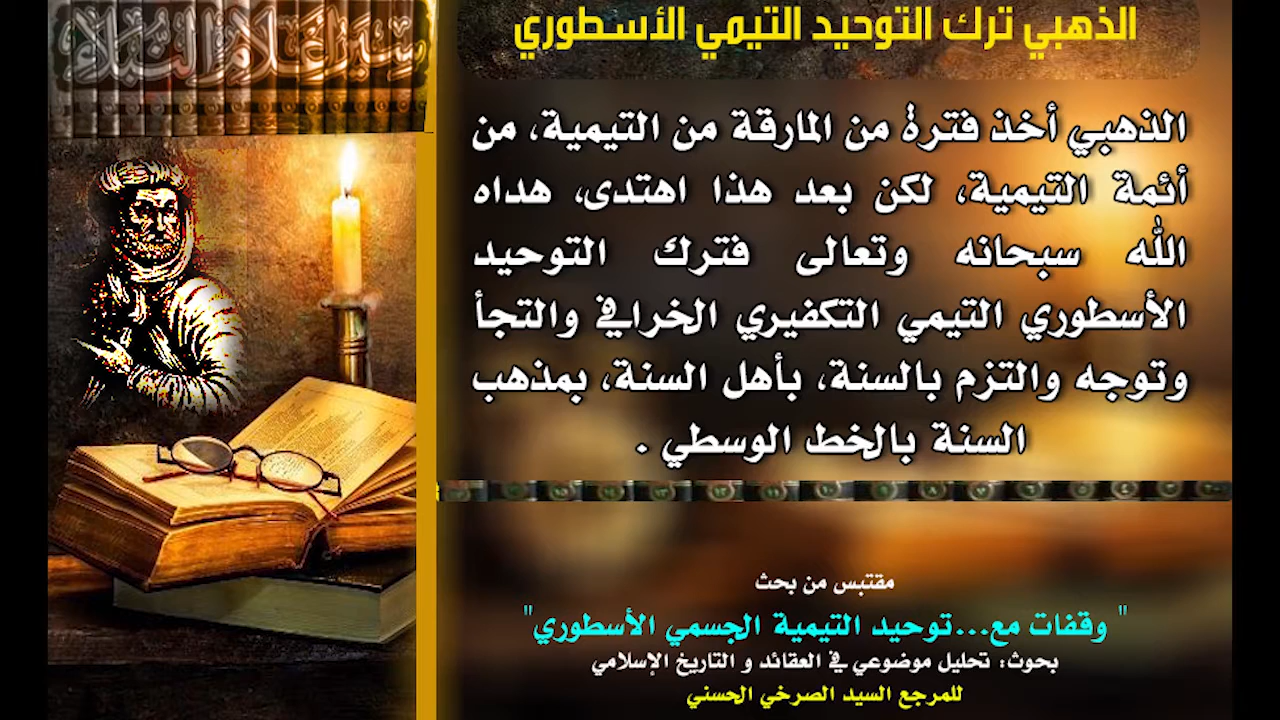 الذهبي ترك التوحيد التيمي الأسطوري
سير أعلام النبلاء
الذهبي أخذ فترة من المارقة من التيمية، من
أئمة التيمية، لكن بعد هذا اهتدى، هداه
الله سبحانه وتعالى فترك التوحيد
الأسطوري التيمي التكفيري الخرافي والتجأ
وتوجه والتزم بالسنة، بأهل السنة، بمذهب
السنة بالخط الوسطي .
مقتبس من بحث
" وقفات مع...توحيد التيمية الجسمي الأسطوري"
بحوث: تحليل موضوعي في العقائد و التاريخ الإسلامي
للمرجع السيد الصرخي الحسني